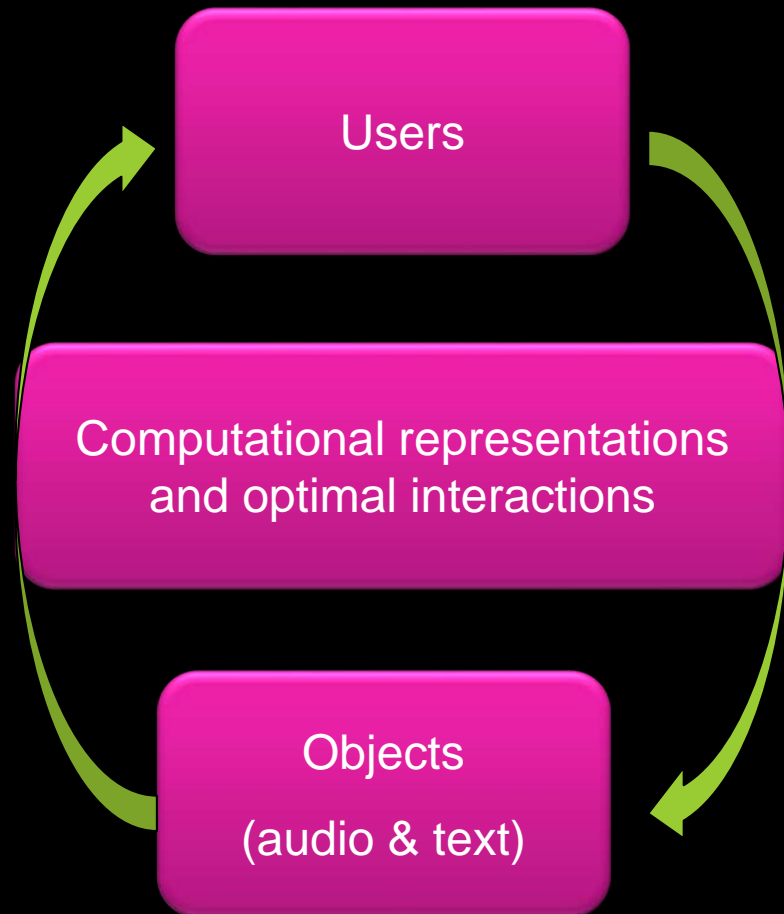 Users
Computational representations
and optimal interactions
Objects
(audio & text)